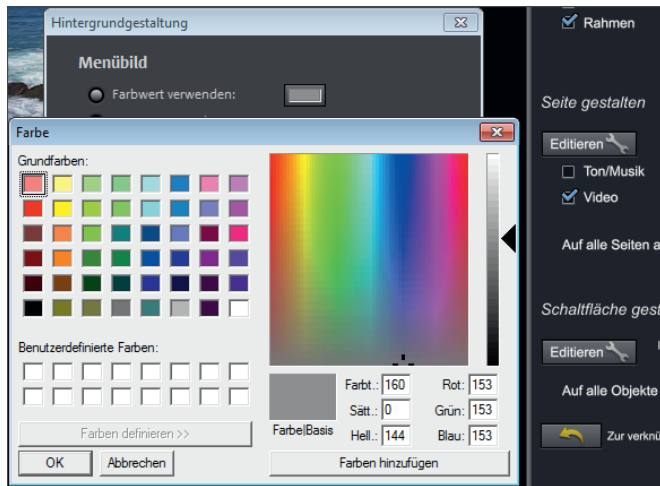 Hintergrundgestaltung
Menübild
Farbwert verwenden:
Farbe
Grundfarben:
Benutzerdefinierte Farben:
Farben definieren >>
OK
Abbrechen
Farbe|Basis
Farbt.: 160
Sätt.: 0
Hell.: 144
Rot: 153
Grün: 153
Blau: 153
Farben hinzufügen
Rahmen
Seite gestalten
Editieren
Ton/Musik
Video
Auf alle Seiten a
Schaltfläche gest
Editieren
Auf alle Objekte
Zur verknü